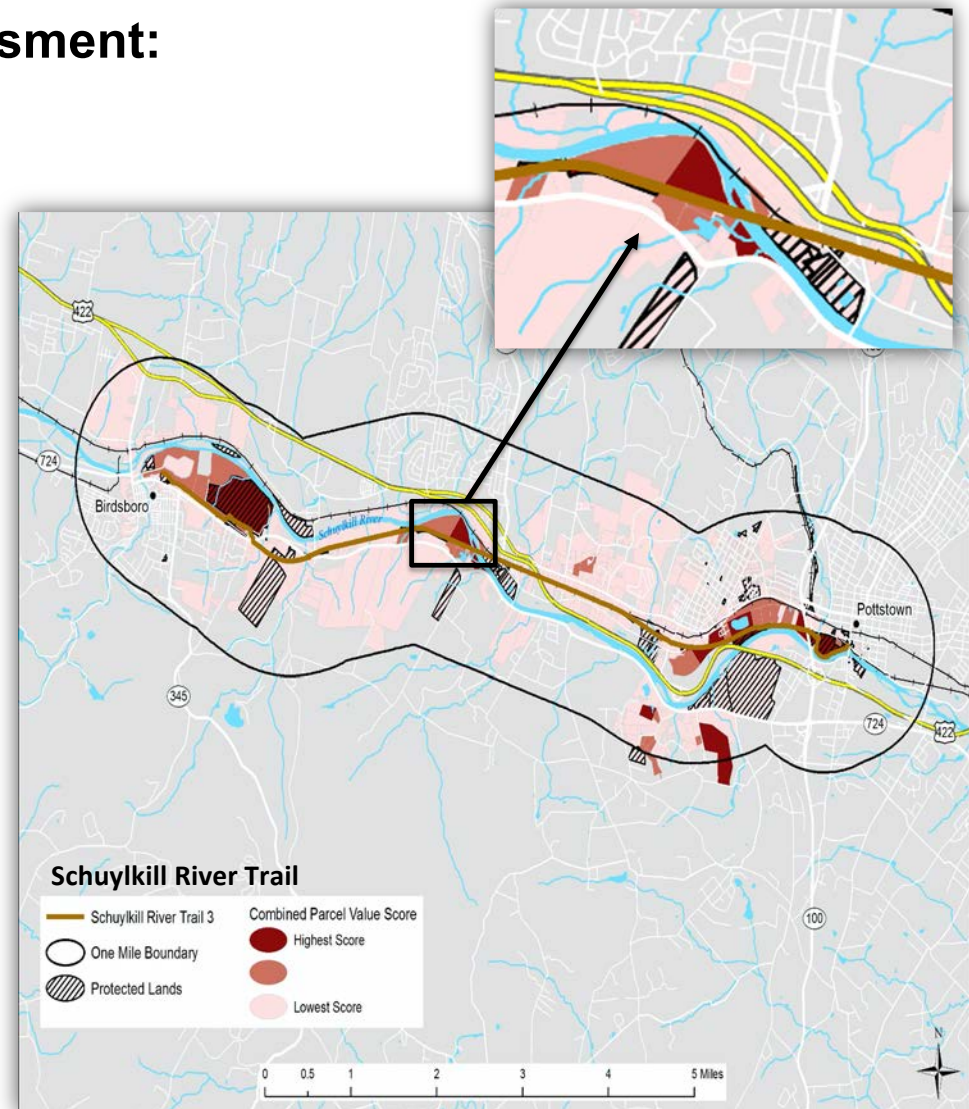 sment:
422
724
Birdsboro
Schuylkill River
Pottstown
345
724
422
100
Schuylkill River Trail
Schuylkill River Trail 3
One Mile Boundary
Protected Lands
Combined Parcel Value Score
Highest Score
Lowest Score
N
0 0.5 1 2 3 4 5 Miles